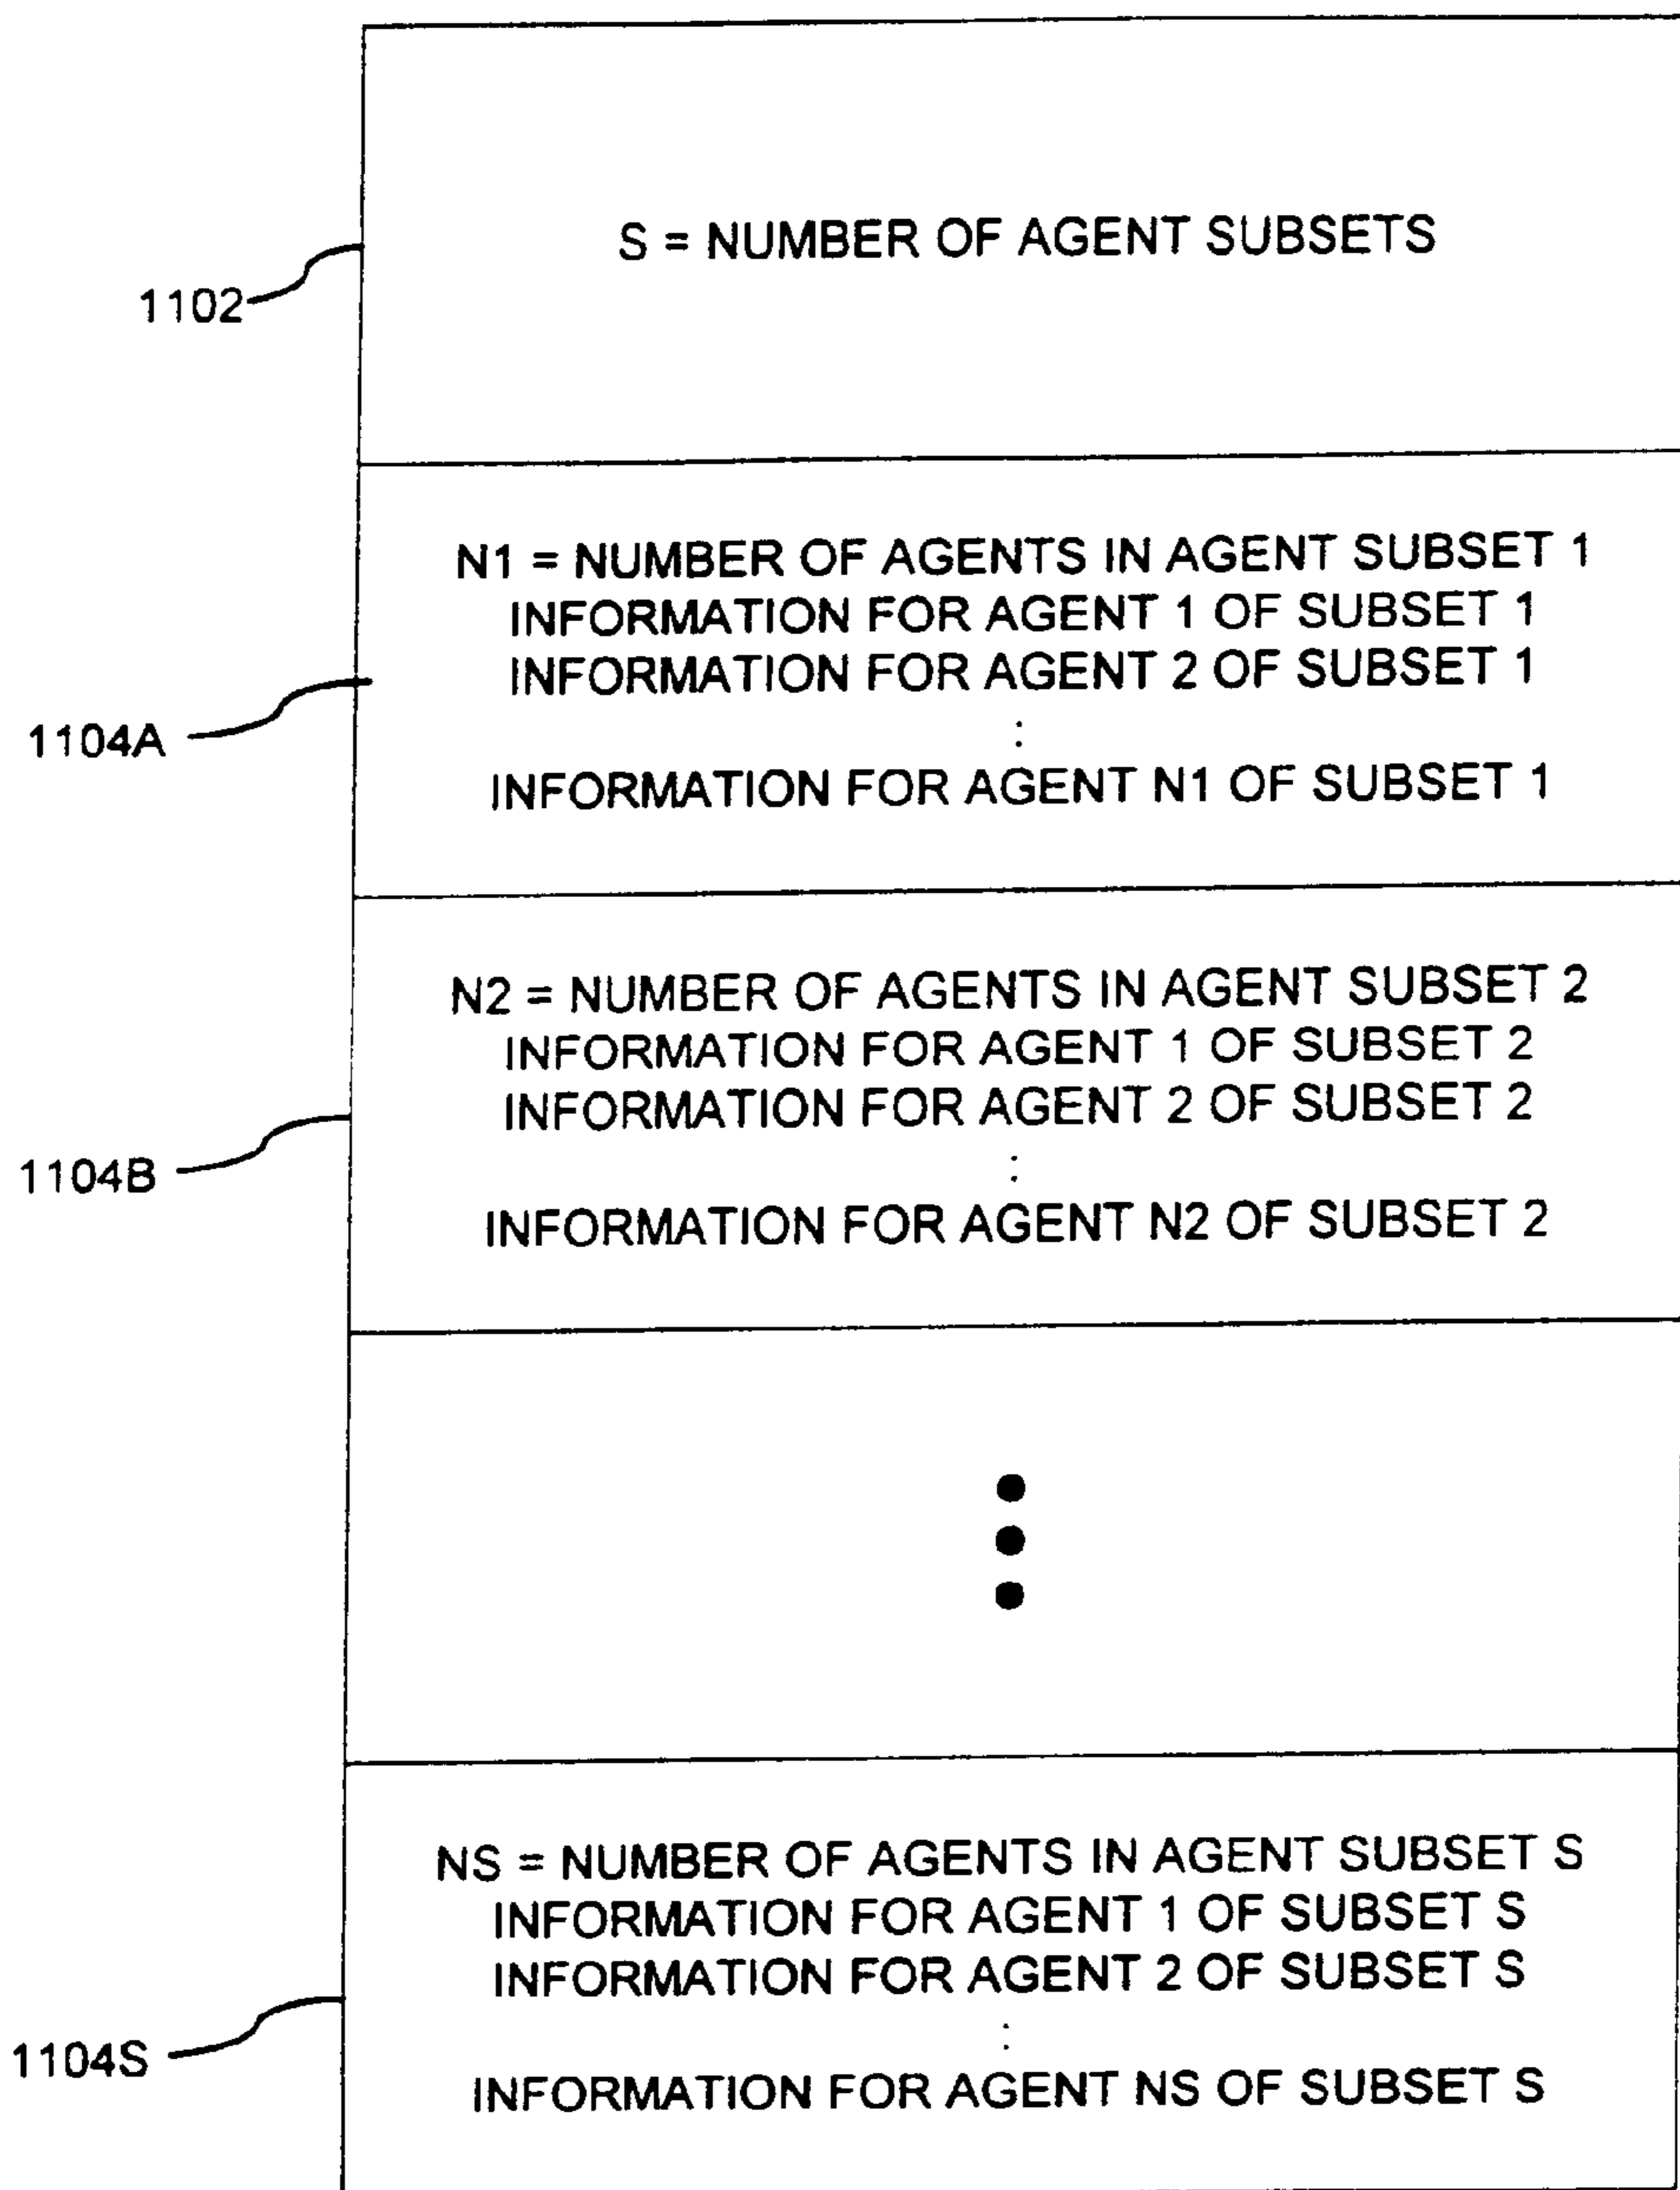 S = NUMBER OF AGENT SUBSETS
1102
N1 = NUMBER OF AGENTS IN AGENT SUBSET 1
INFORMATION FOR AGENT 1 OF SUBSET 1
INFORMATION FOR AGENT 2 OF SUBSET 1
:
INFORMATION FOR AGENT N1 OF SUBSET 1
1104A
N2 = NUMBER OF AGENTS IN AGENT SUBSET 2
INFORMATION FOR AGENT 1 OF SUBSET 2
INFORMATION FOR AGENT 2 OF SUBSET 2
:
INFORMATION FOR AGENT N2 OF SUBSET 2
1104B
NS = NUMBER OF AGENTS IN AGENT SUBSET S
INFORMATION FOR AGENT 1 OF SUBSET S
INFORMATION FOR AGENT 2 OF SUBSET S
:
INFORMATION FOR AGENT NS OF SUBSET S
1104S